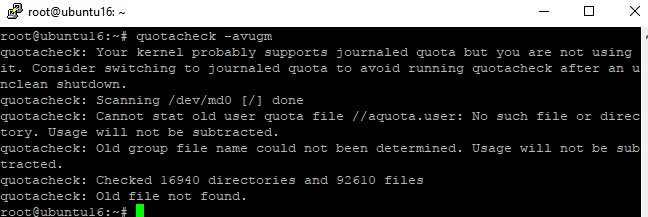 root@ubuntu16: ~
root@ubuntu16:~# quotacheck -avugm
quotacheck: Your kernel probably supports journaled quota but you are not using
it. Consider switching to journaled quota to avoid running quotacheck after an u
nclean shutdown.
quotacheck: Scanning /dev/md0 [/] done
quotacheck: Cannot stat old user quota file //aquota.user: No such file or direc
tory. Usage will not be subtracted.
quotacheck: Old group file name could not been determined. Usage will not be sub
tracted.
quotacheck: Checked 16940 directories and 92610 files
quotacheck: Old file not found.
root@ubuntu16:~#